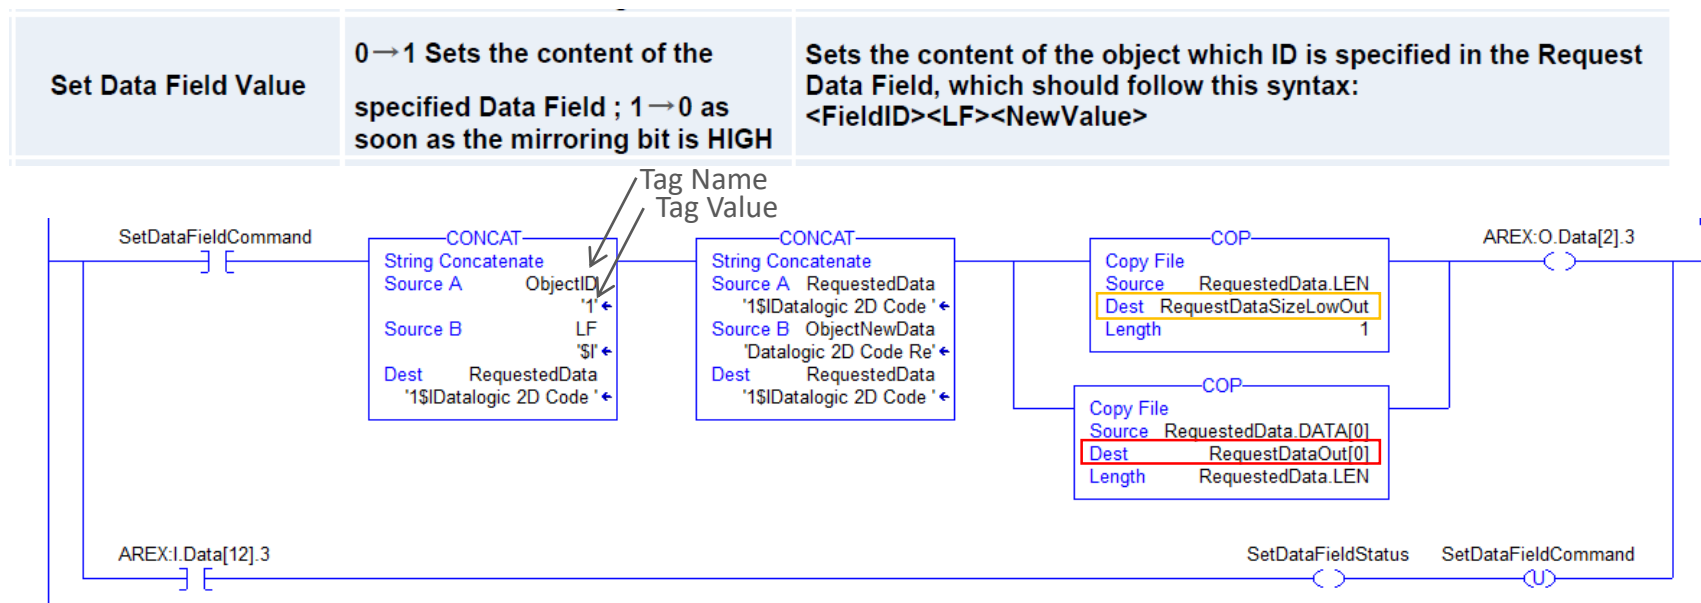 Set Data Field Value
0→1 Sets the content of the
specified Data Field ; 1→0 as
soon as the mirroring bit is HIGH
Sets the content of the object which ID is specified in the Request
Data Field, which should follow this syntax:
<FieldID><LF><NewValue>
Tag Name
Tag Value
SetDataFieldCommand
CONCAT
String Concatenate
Source A ObjectID
'1'
Source B LF
'$l'
Dest RequestedData
'1$lDatalogic 2D Code '
CONCAT
String Concatenate
Source A RequestedData
'1$lDatalogic 2D Code '
Source B ObjectNewData
'Datalogic 2D Code Re'
Dest RequestedData
'1$lDatalogic 2D Code '
COP
Copy File
Source RequestedData.LEN
Dest RequestDataSizeLowOut
Length 1
AREX:O.Data[2].3
COP
Copy File
Source RequestedData.DATA[0]
Dest RequestDataOut[0]
Length RequestedData.LEN
AREX:I.Data[12].3
SetDataFieldStatus
SetDataFieldCommand
U